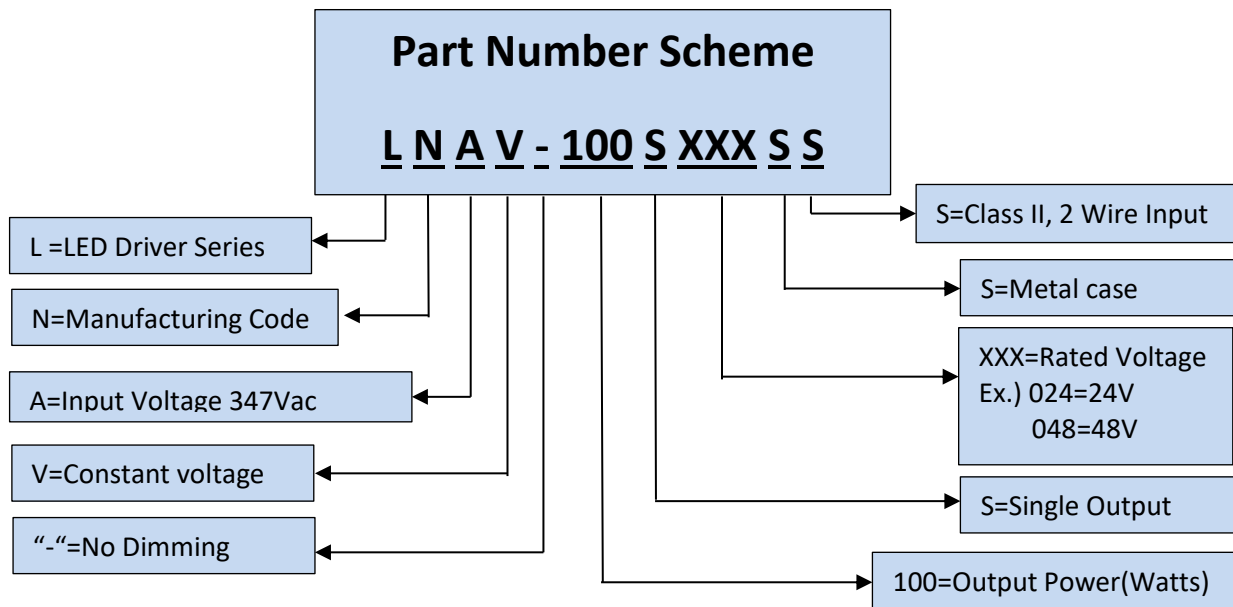 Part Number Scheme
L N A V - 100 S XXX S S
L =LED Driver Series
N=Manufacturing Code
A=Input Voltage 347Vac
V=Constant voltage
“-“=No Dimming
S=Class II, 2 Wire Input
S=Metal case
XXX=Rated Voltage
Ex.) 024=24V
048=48V
S=Single Output
100=Output Power(Watts)